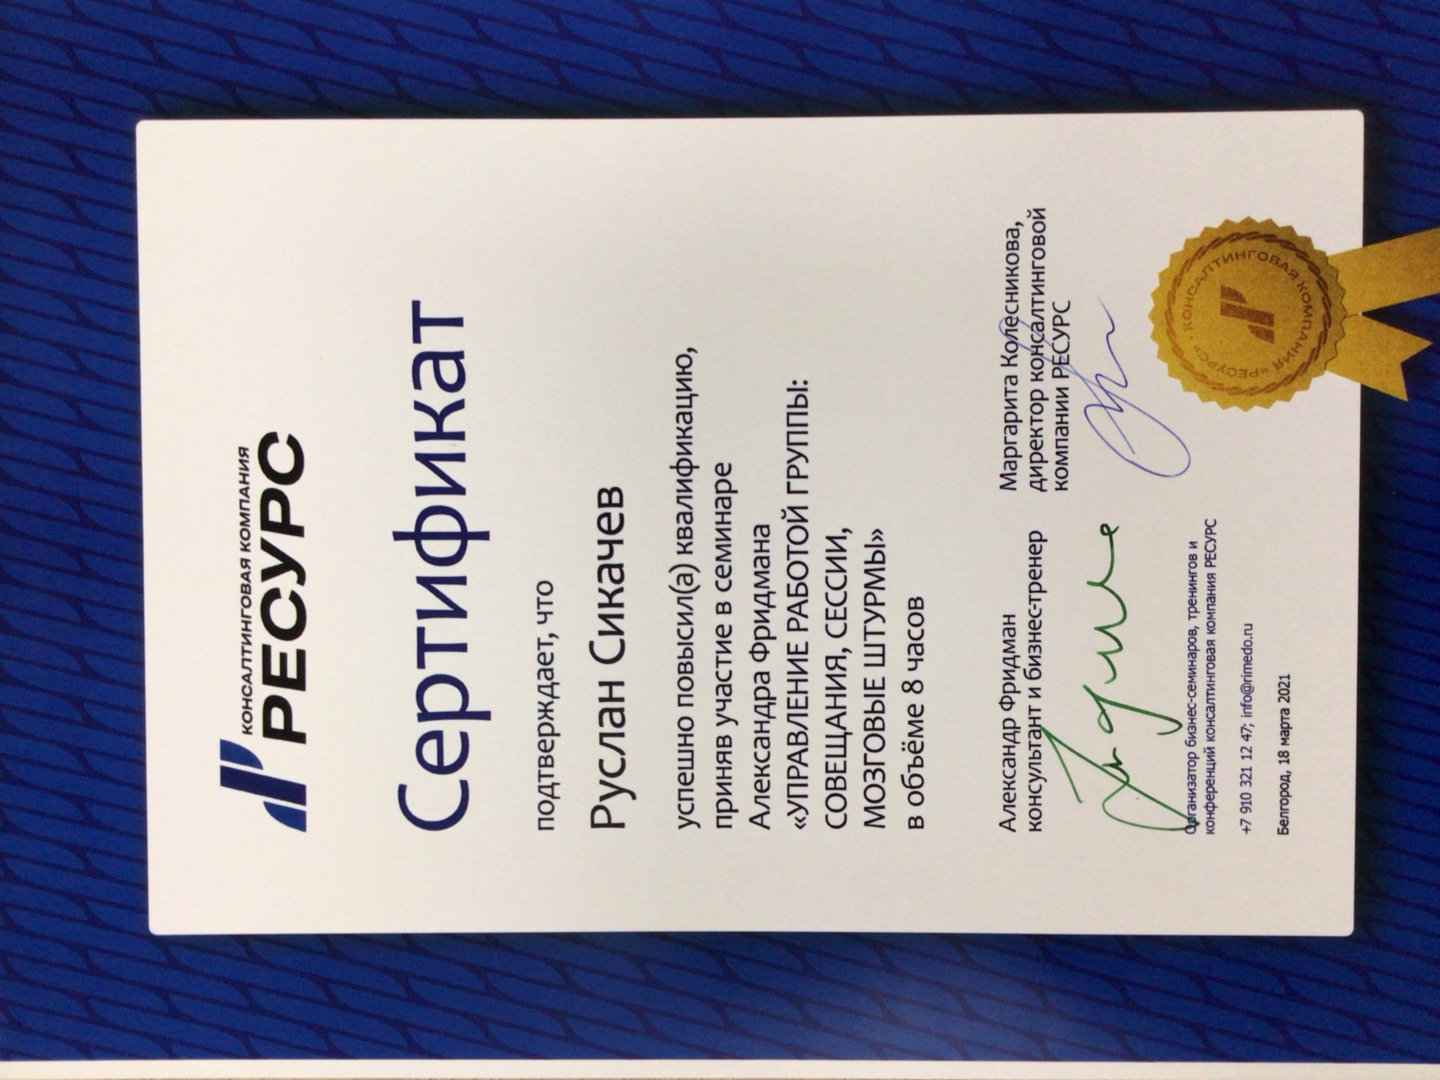 КОНСАЛТИНГОВАЯ КОМПАНИЯ
РЕСУРС
Сертификат
подтверждает, что
Руслан Сикачев
успешно повысил(а) квалификацию,
приняв участие в семинаре
Александра Фридмана
«УПРАВЛЕНИЕ РАБОТОЙ ГРУППЫ:
СОВЕЩАНИЯ, СЕССИИ,
МОЗГОВЫЕ ШТУРМЫ»
в объёме 8 часов
Александр Фридман
консультант и бизнес-тренер
Маргарита Колесникова,
директор консалтинговой
компании РЕСУРС
Организатор бизнес-семинаров, тренингов и
конференций консалтинговая компания РЕСУРС
+7 910 321 12 47; info@rimedo.ru
Белгород, 18 марта 2021
КОНСАЛТИНГОВАЯ КОМПАНИЯ «РЕСУРС»